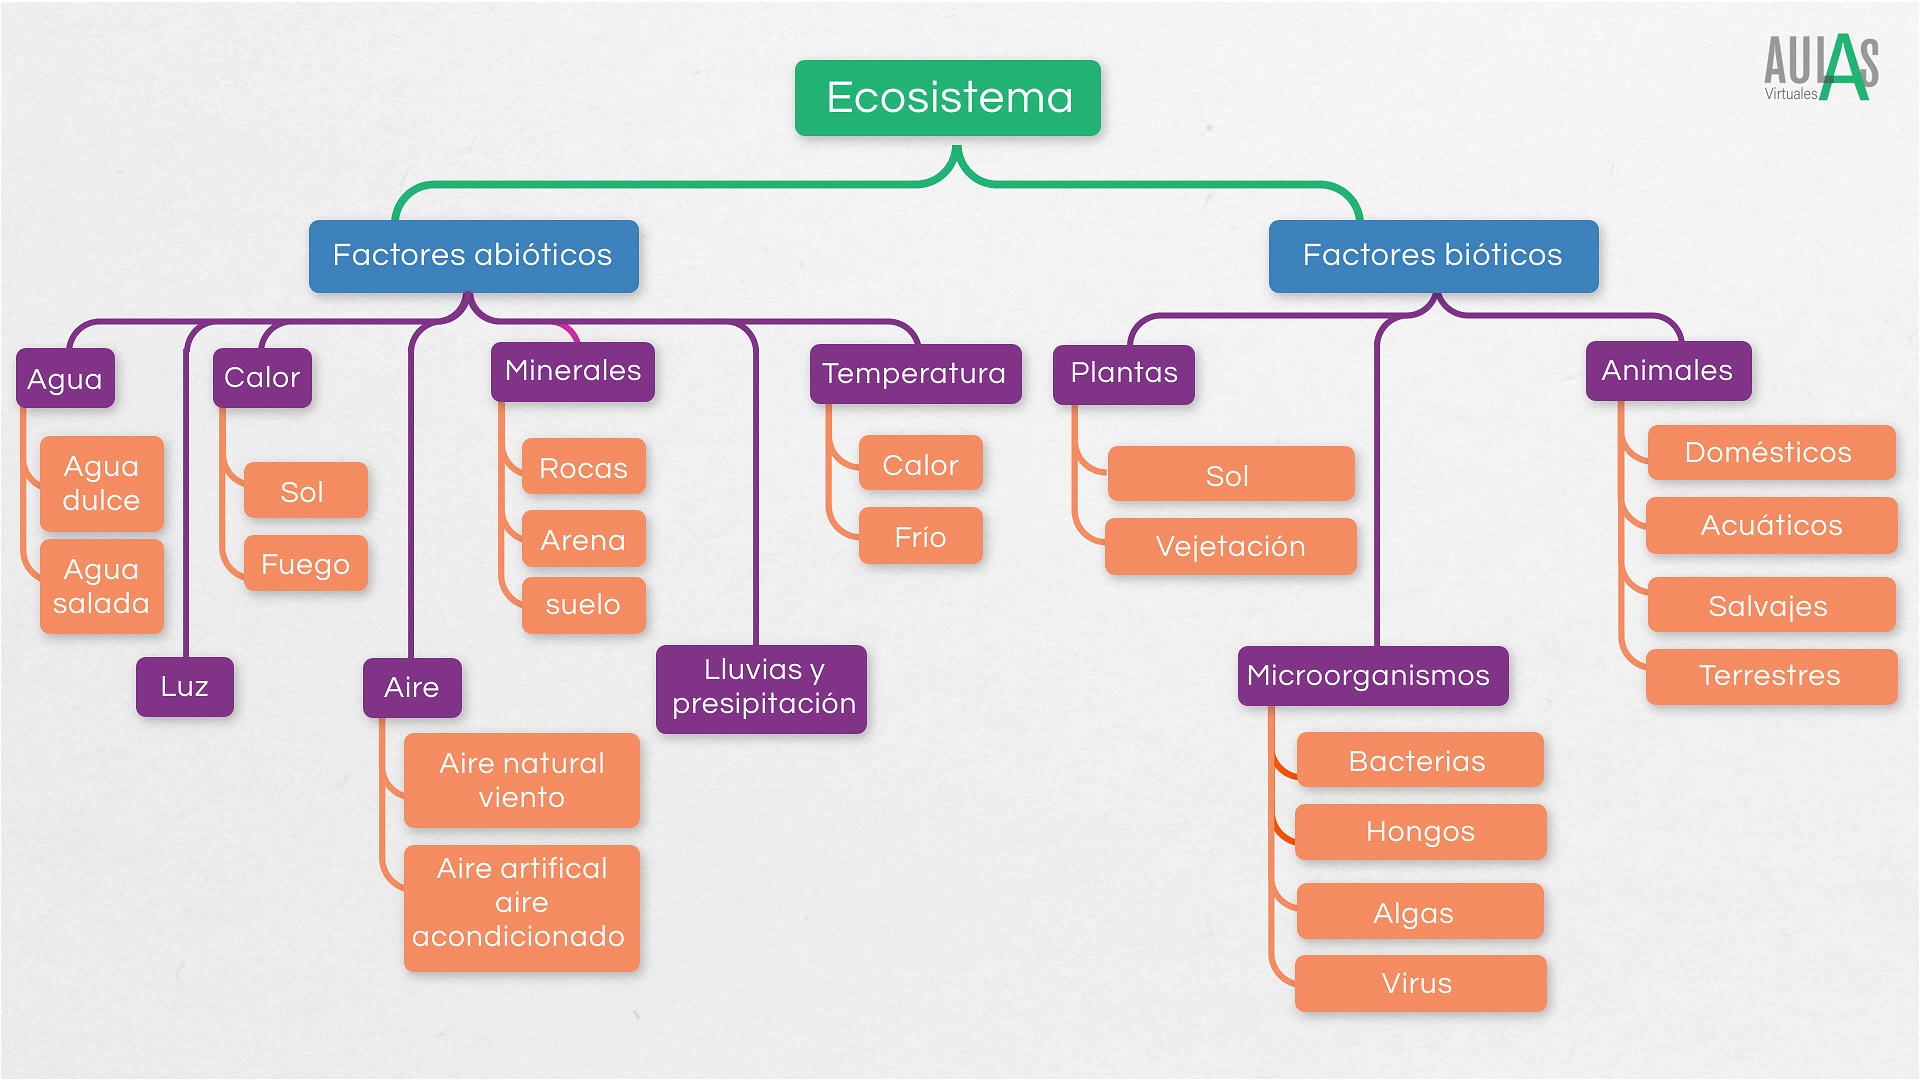 Ecosistema
AULAS
Virtuales
Factores abióticos
Factores bióticos
Agua
Calor
Minerales
Temperatura
Plantas
Animales
Agua
dulce
Agua
salada
Sol
Fuego
Rocas
Arena
suelo
Calor
Frío
Sol
Vejetación
Domésticos
Acuáticos
Salvajes
Terrestres
Luz
Aire
Lluvias y
presipitación
Microorganismos
Aire natural
viento
Aire artifical
aire
acondicionado
Bacterias
Hongos
Algas
Virus